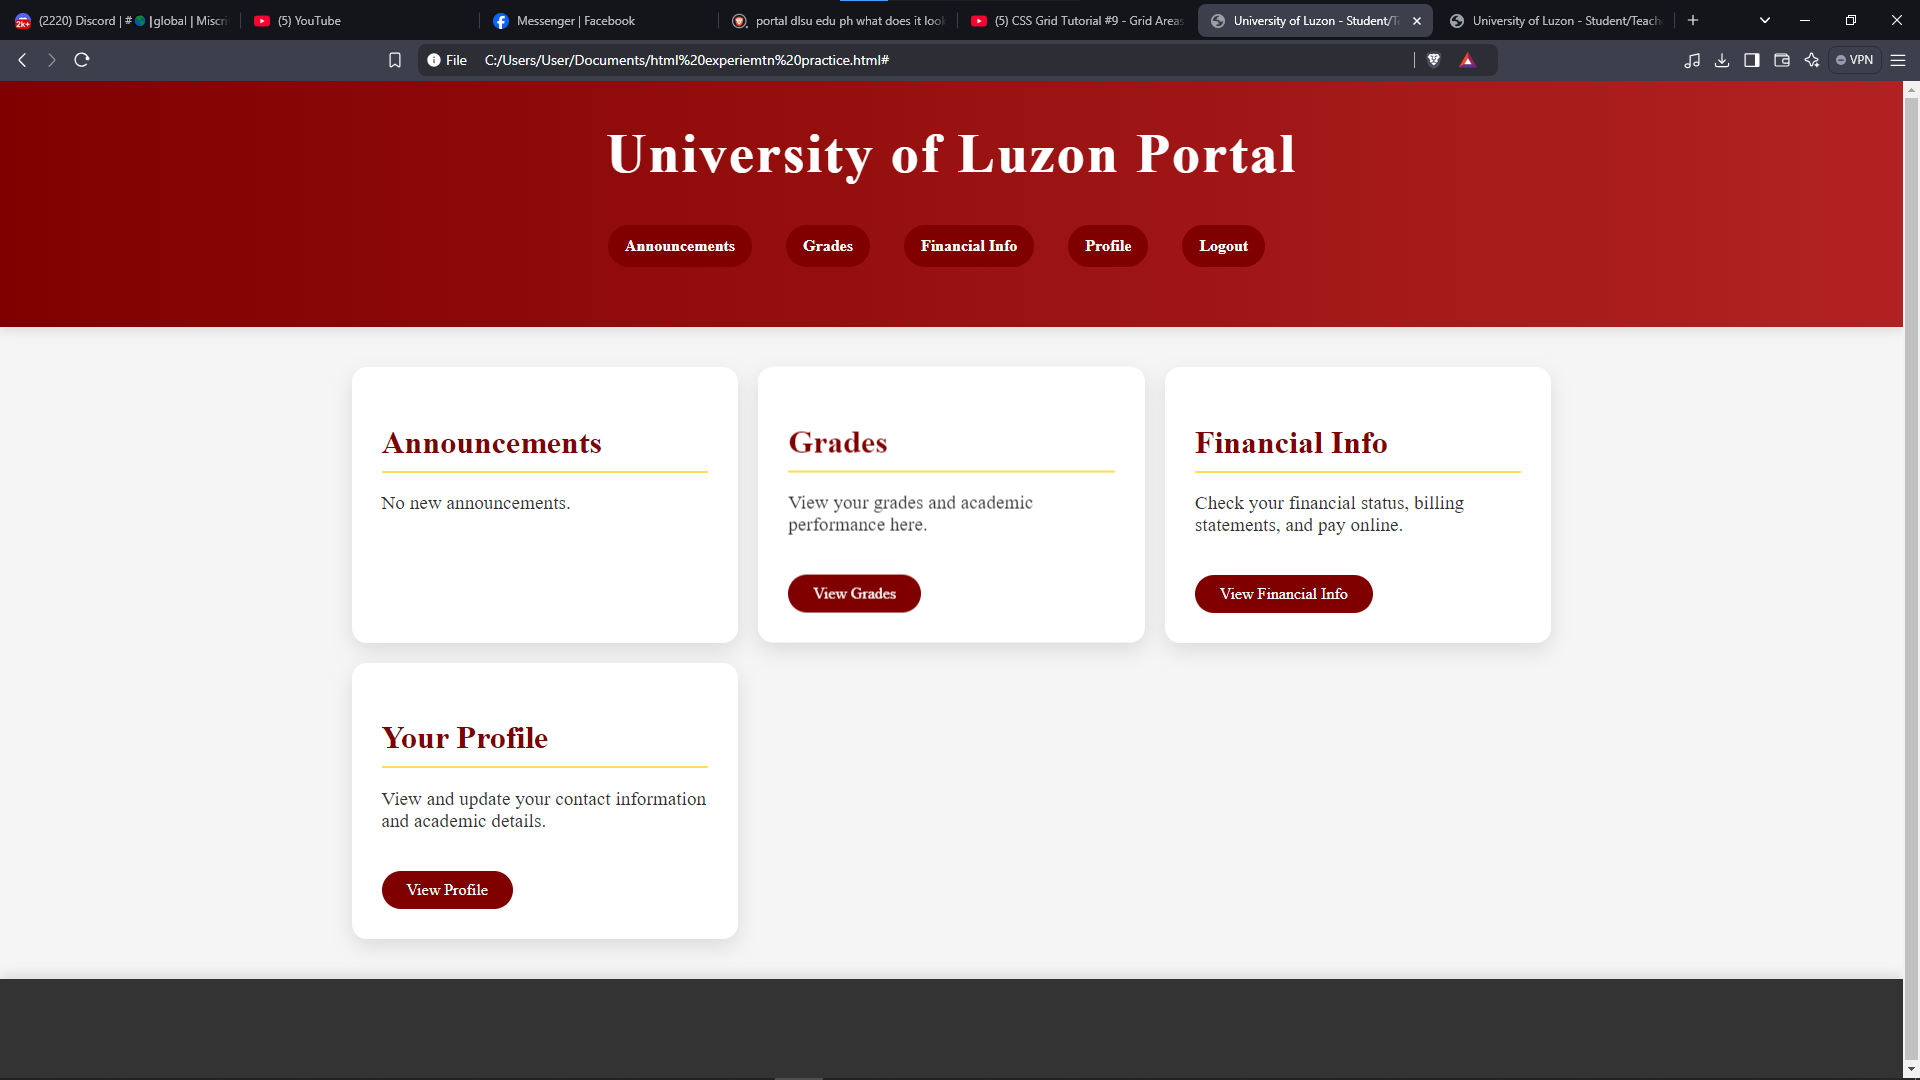 (2220) Discord | # |global | Miscri
(5) YouTube
Messenger | Facebook
portal dlsu edu ph what does it look
(5) CSS Grid Tutorial #9 - Grid Areas
University of Luzon - Student/T
University of Luzon - Student/Teach
File C:/Users/User/Documents/html%20experiemtn%20practice.html#
VPN
University of Luzon Portal
Announcements Grades Financial Info Profile Logout
Announcements
No new announcements.
Grades
View your grades and academic
performance here.
View Grades
Financial Info
Check your financial status, billing
statements, and pay online.
View Financial Info
Your Profile
View and update your contact information
and academic details.
View Profile